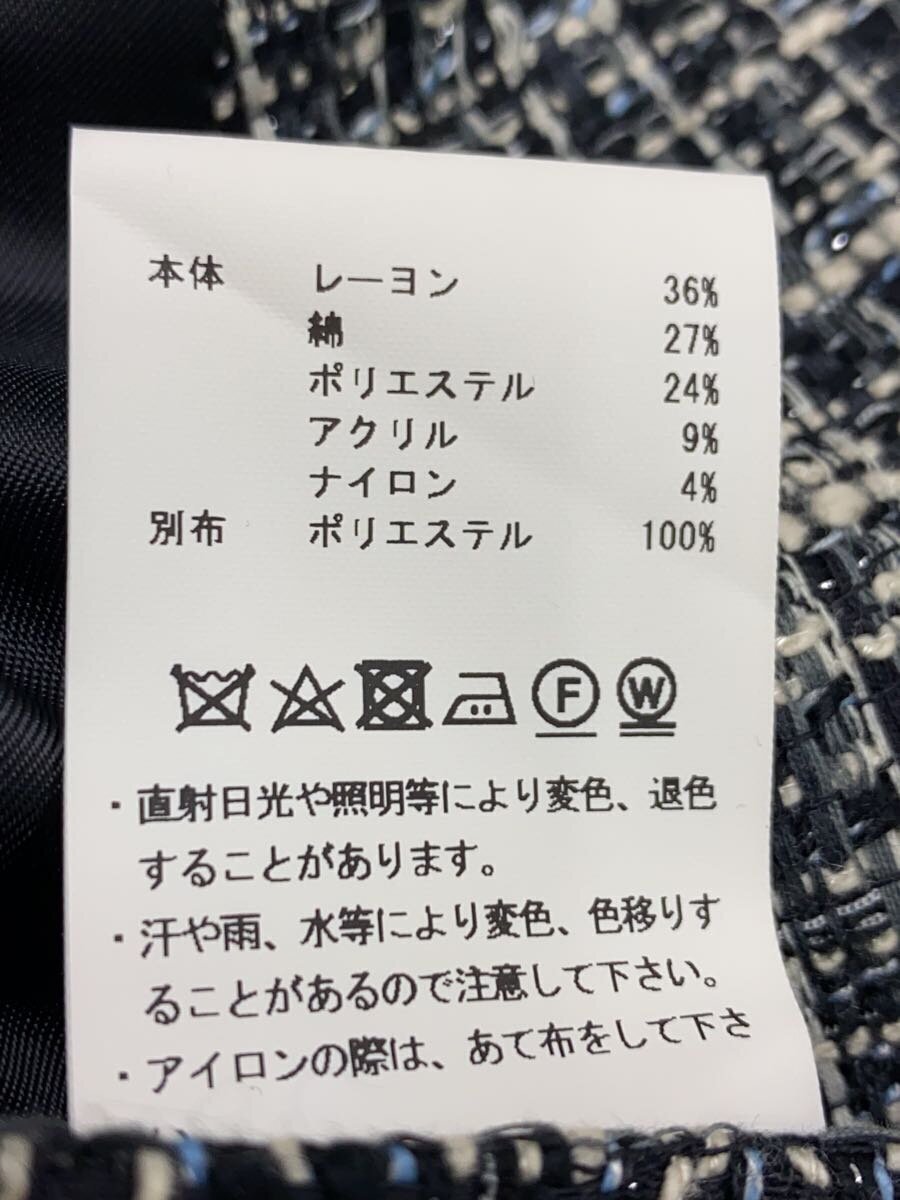 本体 レーヨン 36%
綿 27%
ポリエステル 24%
アクリル 9%
ナイロン 4%
別布 ポリエステル 100%
F W
・直射日光や照明等により変色、退色
することがあります。
・汗や雨、水等により変色、色移りす
ることがあるので注意して下さい。
・アイロンの際は、あて布をして下さ